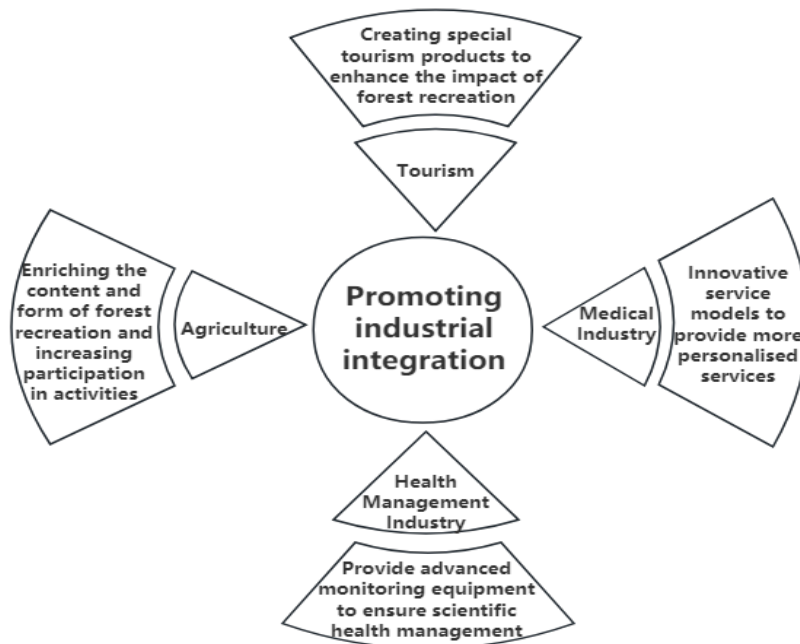 Creating special
tourism products to
enhance the impact of
forest recreation
Tourism
Enriching the
content and
form of forest
recreation and
increasing
participation
in activities
Agriculture
Promoting
industrial
integration
Medical
Industry
Innovative
service
models to
provide more
personalised
services
Health
Management
Industry
Provide advanced
monitoring equipment
to ensure scientific
health management